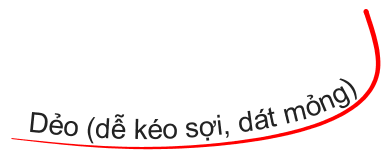 Dẻo (dễ kéo sợi, dát mỏng)